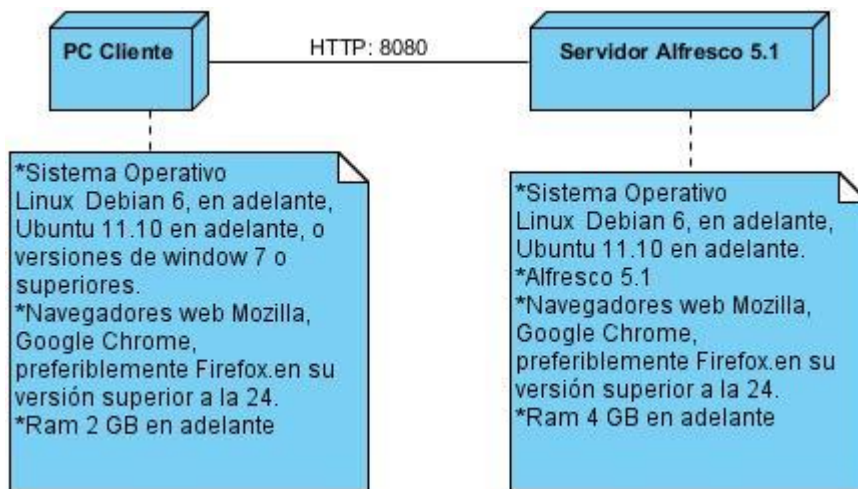 PC Cliente
HTTP: 8080
Servidor Alfresco 5.1
*Sistema Operativo
Linux Debian 6, en adelante,
Ubuntu 11.10 en adelante, o
versiones de window 7 o
superiores.
*Navegadores web Mozilla,
Google Chrome,
preferiblemente Firefox.en su
versión superior a la 24.
*Ram 2 GB en adelante
*Sistema Operativo
Linux Debian 6, en adelante,
Ubuntu 11.10 en adelante.
*Alfresco 5.1
*Navegadores web Mozilla,
Google Chrome,
preferiblemente Firefox.en su
versión superior a la 24.
*Ram 4 GB en adelante